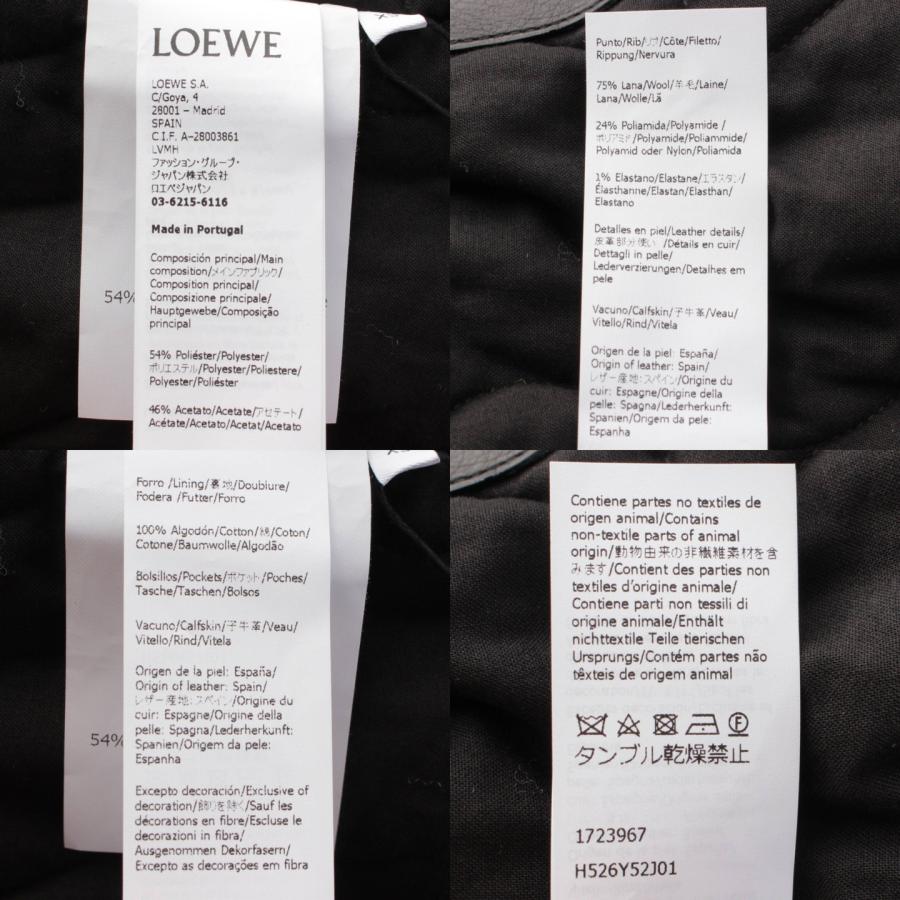 LOEWE
LOEWE S.A.
C/Goya, 4
28001 – Madrid
SPAIN
C.I.F. A-28003861
LVMH
ファッション・グループ・
ジャパン株式会社
ロエベジャパン
03-6215-6116
Made in Portugal
Composición principal/Main
composition/メインファブリック/
Composition principal/
Composizione principale/
Hauptgewebe/Composição
principal
54% Poliéster/Polyester/
ポリエステル/Polyester/Poliestere/
Polyester/Poliéster
46% Acetato/Acetate/アセテート/
Acétate/Acetato/Acetat/Acetato
54%
Punto/Rib/リブ/Côte/Filetto/
Rippung/Nervura
75% Lana/Wool/羊毛/Laine/
Lana/Wolle/Lã
24% Poliamida/Polyamide /
ポリアミド/Polyamide/Poliammide/
Polyamid oder Nylon/Poliamida
1% Elastano/Elastane/エラスタン/
Élasthanne/Elastan/Elasthan/
Elastano
Detalles en piel/Leather details/
皮革部分使い /Détails en cuir/
Dettagli in pelle/
Lederverzierungen/Detalhes em
pele
Vacuno/Calfskin/子牛革/Veau/
Vitello/Rind/Vitela
Origen de la piel: España/
Origin of leather: Spain/
レザー産地: スペイン/Origine du
cuir: Espagne/Origine della
pelle: Spagna/Lederherkunft:
Spanien/Origem da pele:
Espanha
Forro /Lining/裏地/Doublure/
Fodera /Futter/Forro
100% Algodón/Cotton/綿/Coton/
Cotone/Baumwolle/Algodão
Bolsillos/Pockets/ポケット/Poches/
Tasche/Taschen/Bolsos
Vacuno/Calfskin/子牛革/Veau/
Vitello/Rind/Vitela
Origen de la piel: España/
Origin of leather: Spain/
レザー産地: スペイン/Origine du
cuir: Espagne/Origine della
pelle: Spagna/Lederherkunft:
Spanien/Origem da pele:
Espanha
Excepto decoración/Exclusive of
decoration/飾りを除く/Sauf les
décorations en fibre/Escluse le
decorazioni in fibra/
Ausgenommen Dekorfasern/
Excepto as decorações em fibra
54%
Contiene partes no textiles de
origen animal/Contains
non-textile parts of animal
origin/動物由来の非繊維素材を含
みます/Contient des parties non
textiles d'origine animale/
Contiene parti non tessili di
origine animale/Enthält
nichttextile Teile tierischen
Ursprungs/Contém partes não
têxteis de origem animal
タンブル乾燥禁止
1723967
H526Y52J01